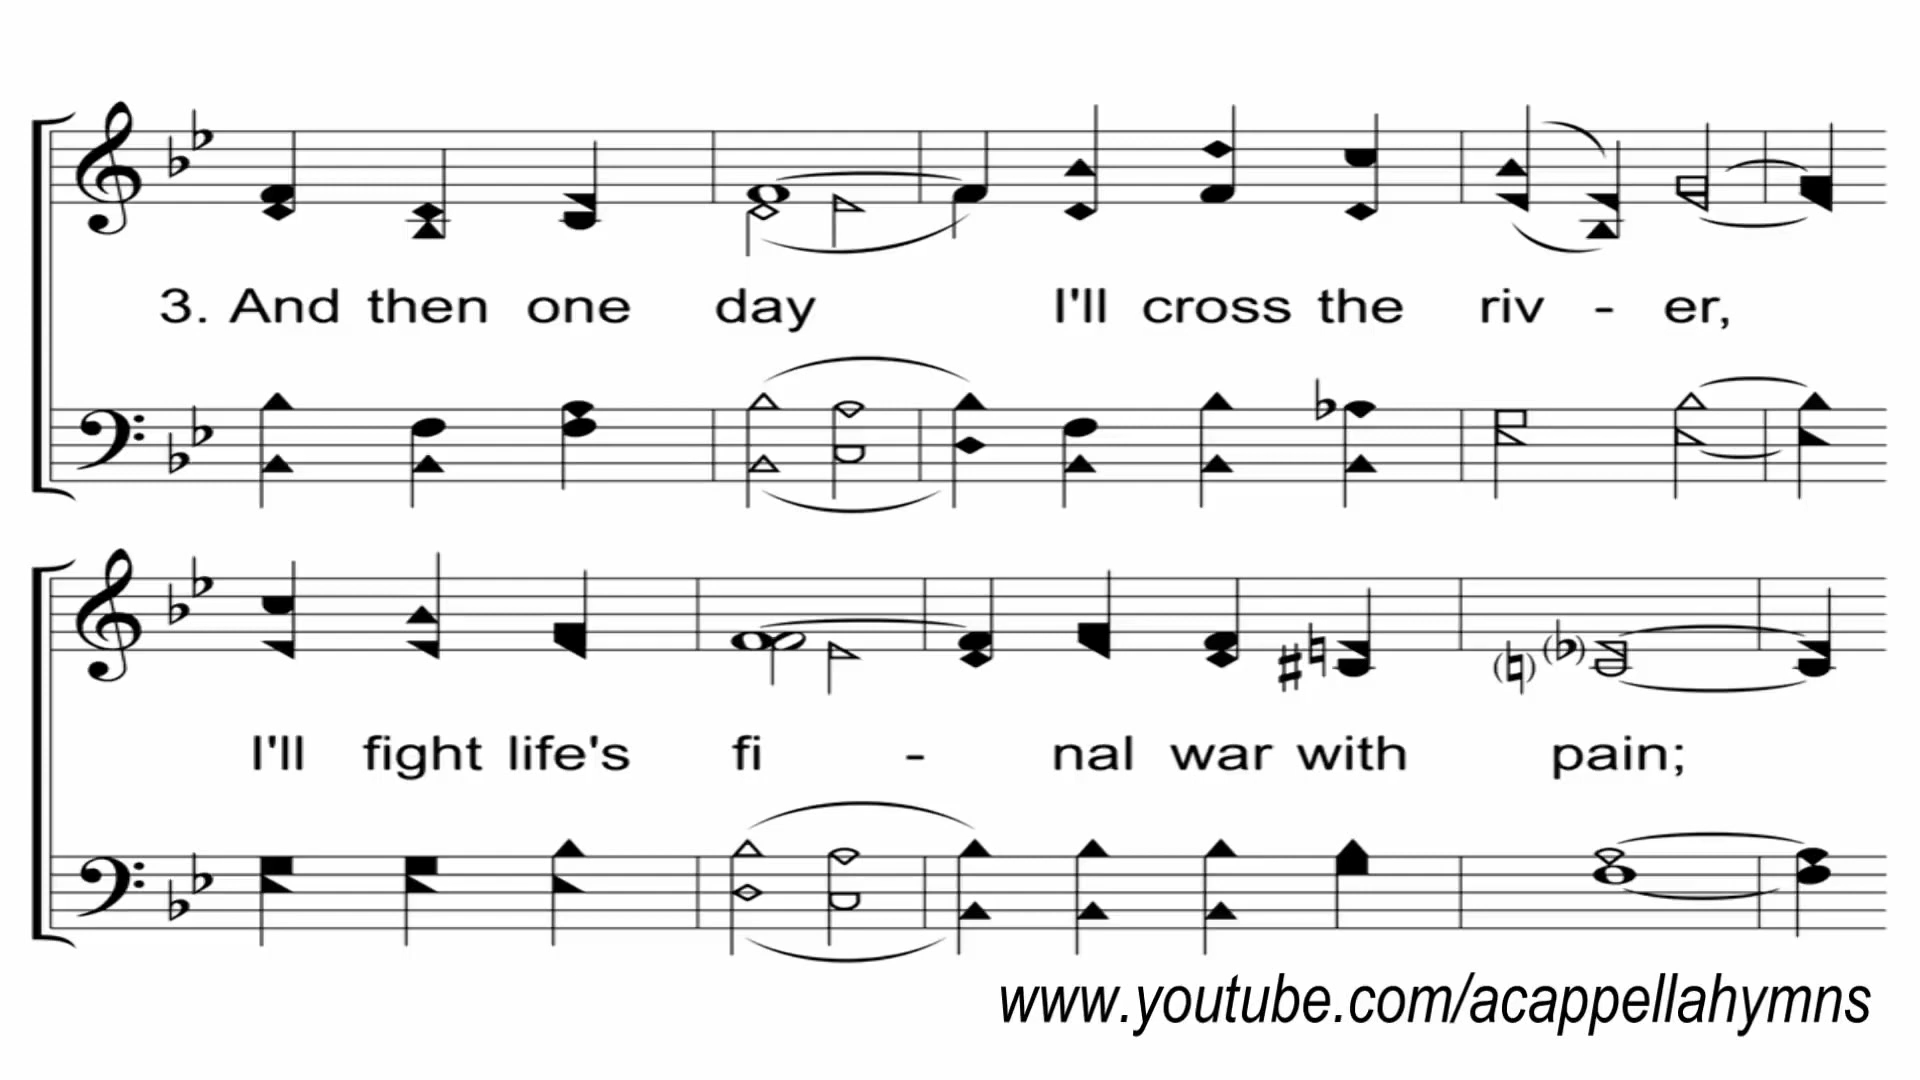 3. And then one day I'll cross the riv - er,
I'll fight life's fi - nal war with pain;
www.youtube.com/acappellahymns